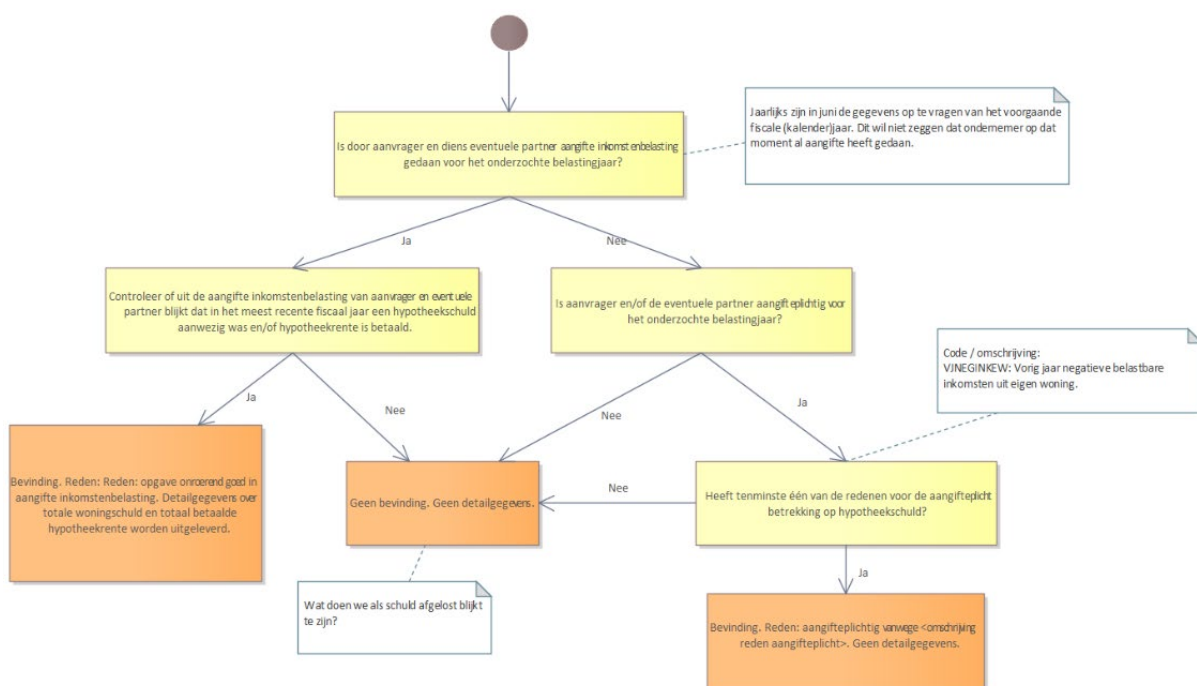 Jaarlijks zijn in juni de gegevens op te vragen van het voorgaande
fiscale (kalender)jaar. Dit wil niet zeggen dat ondernemer op dat
moment al aangifte heeft gedaan.
Is door aanvrager en diens eventuele partner aangifte inkomstenbelasting
gedaan voor het onderzochte belastingjaar?
Ja
Nee
Controleer of uit de aangifte inkomstenbelasting van aanvrager en eventuele
partner blijkt dat in het meest recente fiscaal jaar een hypotheekschuld
aanwezig was en/of hypotheekrente is betaald.
Is aanvrager en/of de eventuele partner aangifteplichtig voor
het onderzochte belastingjaar?
Code / omschrijving:
VJNEGINKEW: Vorig jaar negatieve belastbare
inkomsten uit eigen woning.
Ja
Nee
Nee
Ja
Bevinding. Reden: Reden: opgave onroerend goed in
aangifte inkomstenbelasting. Detailgegevens over
totale woningschuld en totaal betaalde
hypotheekrente worden uitgeleverd.
Geen bevinding. Geen detailgegevens.
Nee
Heeft tenminste één van de redenen voor de aangifteplicht
betrekking op hypotheekschuld?
Ja
Wat doen we als schuld afgelost blijkt
te zijn?
Bevinding. Reden: aangifteplichtig vanwege <omschrijving
reden aangifteplicht>. Geen detailgegevens.